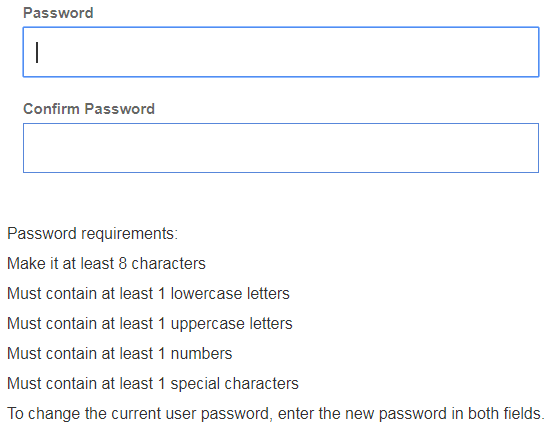 Password
Confirm Password
Password requirements:
Make it at least 8 characters
Must contain at least 1 lowercase letters
Must contain at least 1 uppercase letters
Must contain at least 1 numbers
Must contain at least 1 special characters
To change the current user password, enter the new password in both fields.